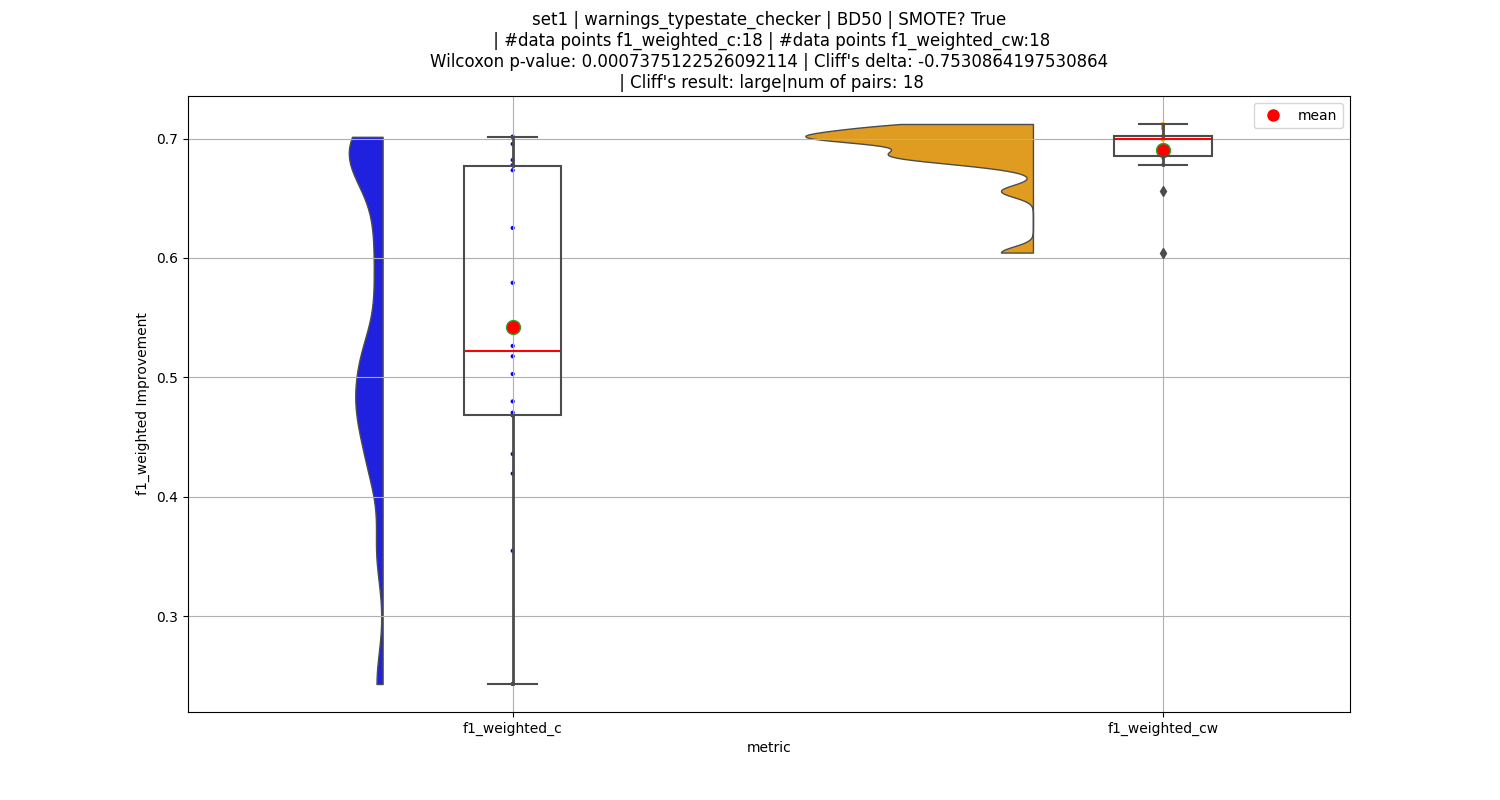 set1 | warnings_typestate_checker | BD50 | SMOTE? True
| #data points f1_weighted_c:18 | #data points f1_weighted_cw:18
Wilcoxon p-value: 0.0007375122526092114 | Cliff's delta: -0.7530864197530864
| Cliff's result: large|num of pairs: 18
mean
0.7
0.6
0.5
0.4
0.3
f1_weighted Improvement
f1_weighted_c
f1_weighted_cw
metric